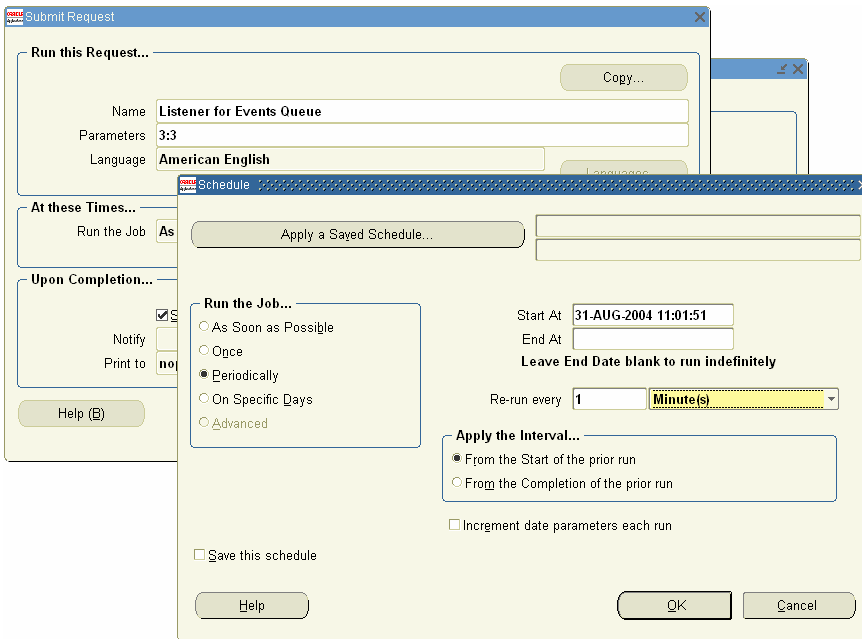 Submit Request
Run this Request...
Copy...
Name Listener for Events Queue
Parameters 3:3
Language American English
Languages
Schedule
At these Times...
Run the Job As
Apply a Saved Schedule...
Upon Completion...
Run the Job...
As Soon as Possible
Start At 31-AUG-2004 11:01:51
Once
End At
Notify
Leave End Date blank to run indefinitely
Print to
Periodically
On Specific Days
Re-run every 1 Minute(s)
Help (B)
Advanced
Apply the Interval...
From the Start of the prior run
From the Completion of the prior run
Increment date parameters each run
Save this schedule
Help
OK
Cancel